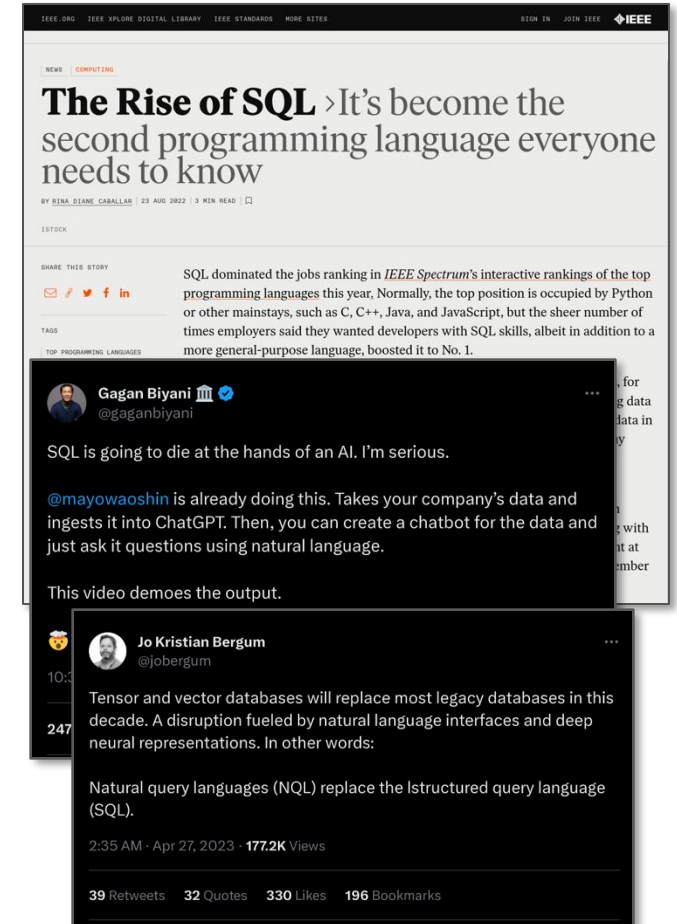 IEEE.ORG IEEE XPLORE DIGITAL LIBRARY IEEE STANDARDS MORE SITES SIGN IN JOIN IEEE IEEE
NEWS COMPUTING
The Rise of SQL >It's become the
second programming language everyone
needs to know
BY RINA DIANE CABALLAR 23 AUG 2022 3 MIN READ
ISTOCK
SHARE THIS STORY
TAGS
TOP PROGRAMMING LANGUAGES
SQL dominated the jobs ranking in IEEE Spectrum's interactive rankings of the top
programming languages this year. Normally, the top position is occupied by Python
or other mainstays, such as C, C++, Java, and JavaScript, but the sheer number of
times employers said they wanted developers with SQL skills, albeit in addition to a
more general-purpose language, boosted it to No. 1.
, for
data
data in
with
at
Gagan Biyani
@gaganbiyani
SQL is going to die at the hands of an AI. I'm serious.
@mayowaoshin is already doing this. Takes your company's data and
ingests it into ChatGPT. Then, you can create a chatbot for the data and
just ask it questions using natural language.
This video demoes the output.
247
Jo Kristian Bergum
@jobergum
Tensor and vector databases will replace most legacy databases in this
decade. A disruption fueled by natural language interfaces and deep
neural representations. In other words:
Natural query languages (NQL) replace the lstructured query language
(SQL).
2:35 AM · Apr 27, 2023 · 177.2K Views
39 Retweets 32 Quotes 330 Likes 196 Bookmarks